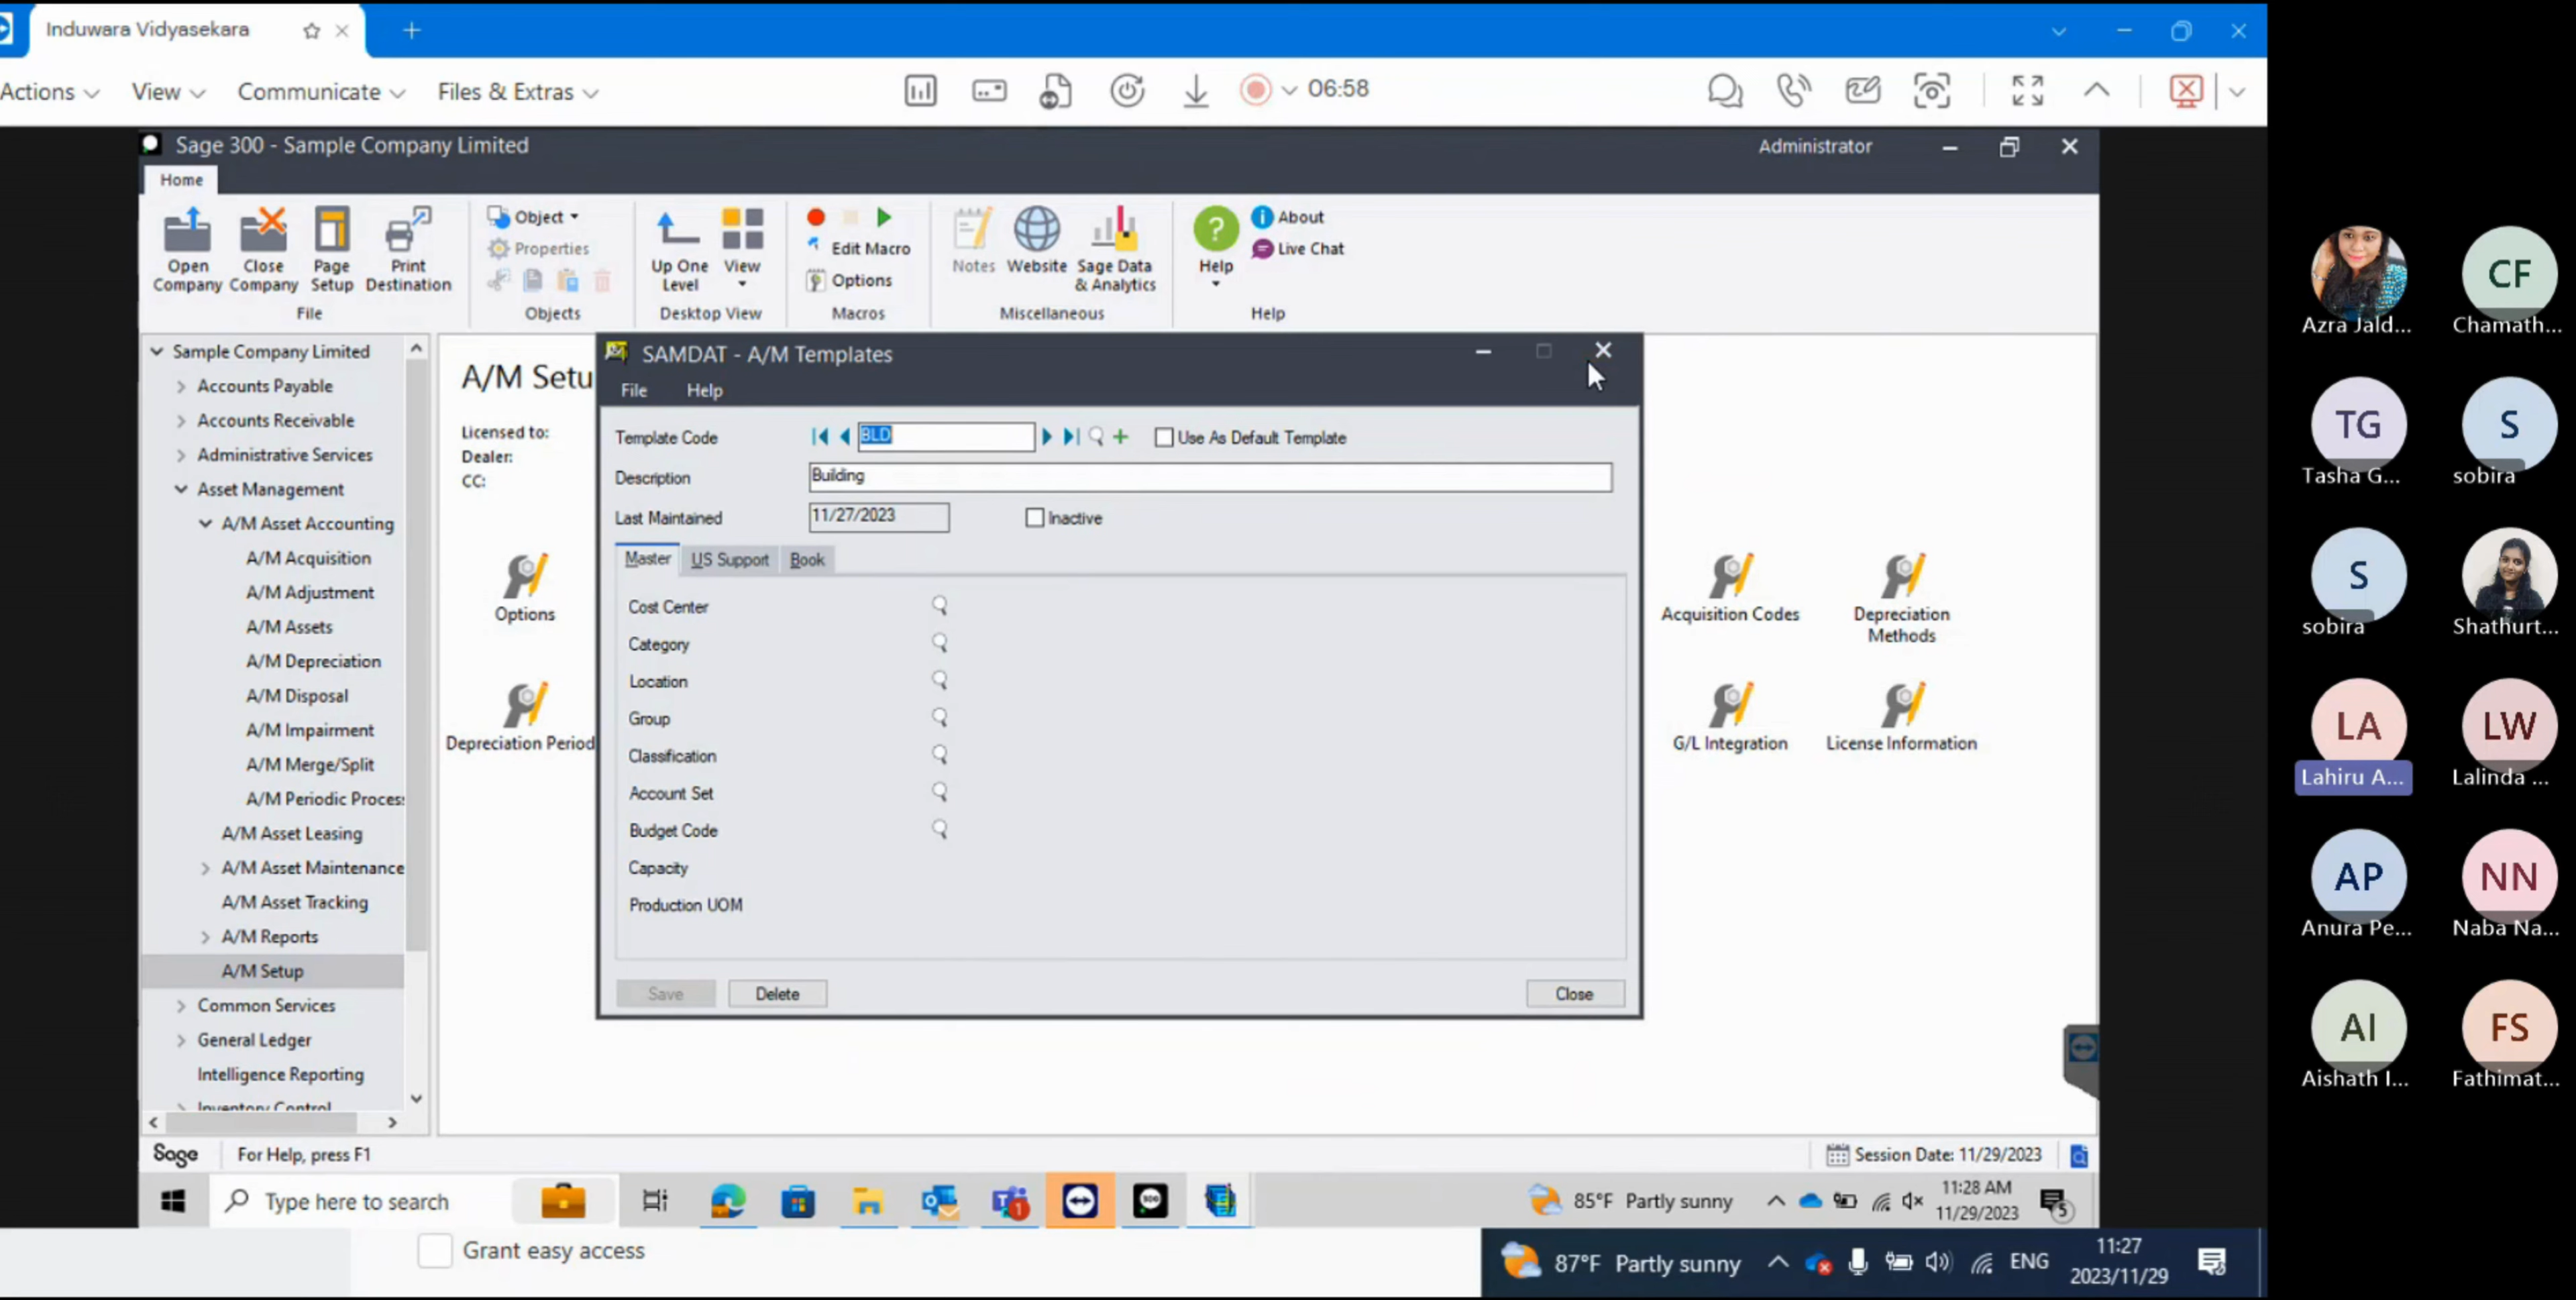 Induwara Vidyasekara
Actions View Communicate Files & Extras 06:58
Sage 300 - Sample Company Limited Administrator
Home
Open Company
Close Company
Page Setup
Print Destination
File
Object
Properties
Objects
Up One Level
View
Desktop View
Edit Macro
Options
Macros
Notes
Website
Sage Data & Analytics
Miscellaneous
Help
About
Live Chat
Help
Sample Company Limited
Accounts Payable
Accounts Receivable
Administrative Services
Asset Management
A/M Asset Accounting
A/M Acquisition
A/M Adjustment
A/M Assets
A/M Depreciation
A/M Disposal
A/M Impairment
A/M Merge/Split
A/M Periodic Proces
A/M Asset Leasing
A/M Asset Maintenance
A/M Asset Tracking
A/M Reports
A/M Setup
Common Services
General Ledger
Intelligence Reporting
Inventory Control
A/M Setu
Licensed to:
Dealer:
CC:
Options
Depreciation Period
SAMDAT - A/M Templates
File Help
Template Code BLD Use As Default Template
Description Building
Last Maintained 11/27/2023 Inactive
Master US Support Book
Cost Center
Category
Location
Group
Classification
Account Set
Budget Code
Capacity
Production UOM
Save Delete Close
Acquisition Codes
Depreciation Methods
G/L Integration
License Information
Sage For Help, press F1 Session Date: 11/29/2023
Type here to search
300
T 1
85°F Partly sunny
11:28 AM
11/29/2023
5
Grant easy access
87°F Partly sunny ENG
11:27
2023/11/29
Azra Jald...
CF
Chamath...
TG
Tasha G...
S
sobira
S
sobira
Shathurt...
LA
Lahiru A...
LW
Lalinda ...
AP
Anura Pe...
NN
Naba Na...
AI
Aishath I...
FS
Fathimat...